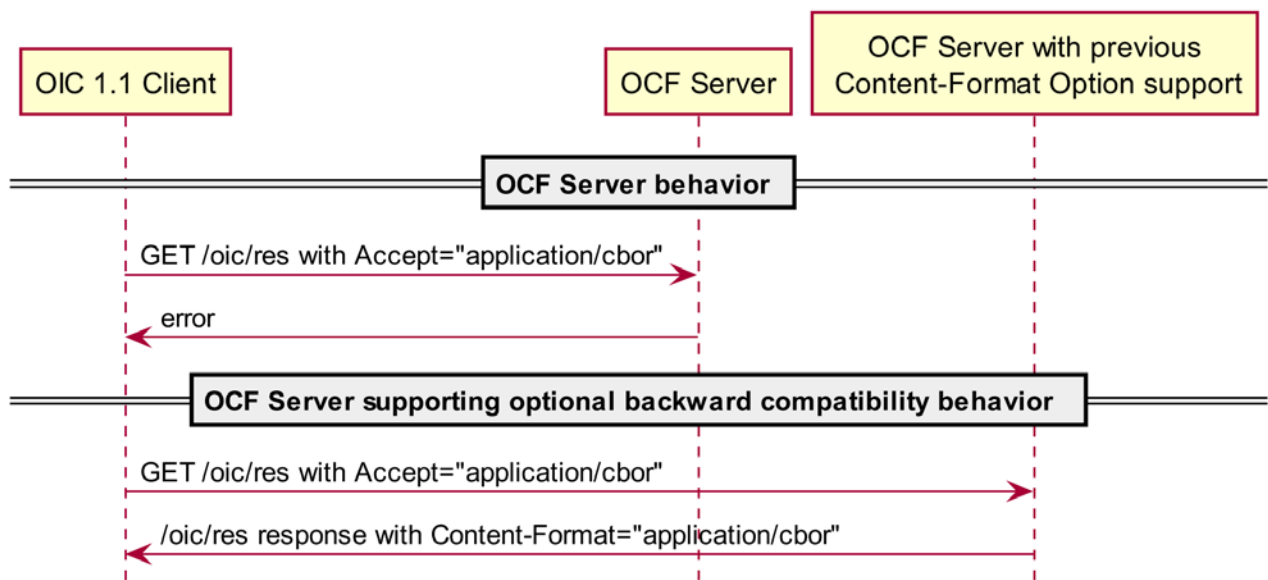 OIC 1.1 Client
OCF Server
OCF Server with previous
Content-Format Option support
OCF Server behavior
GET /oic/res with Accept="application/cbor"
error
OCF Server supporting optional backward compatibility behavior
GET /oic/res with Accept="application/cbor"
/oic/res response with Content-Format="application/cbor"